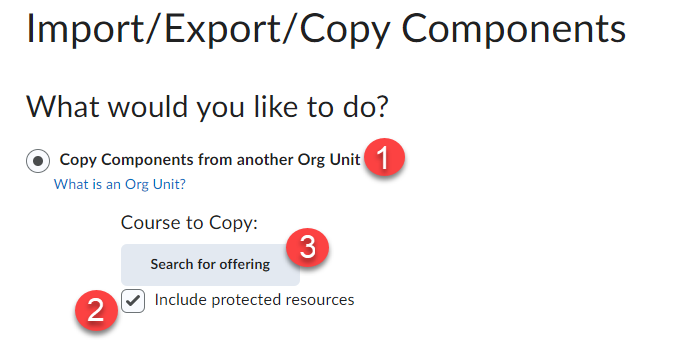 Import/Export/Copy Components
What would you like to do?
Copy Components from another Org Unit 1
What is an Org Unit?
Course to Copy:
3
Search for offering
2 Include protected resources